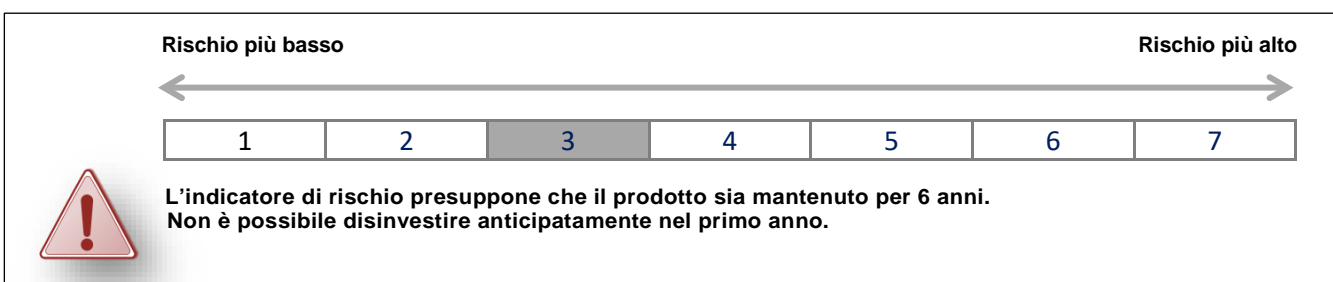 Rischio più basso Rischio più alto
1 2 3 4 5 6 7
L’indicatore di rischio presuppone che il prodotto sia mantenuto per 6 anni.
Non è possibile disinvestire anticipatamente nel primo anno.